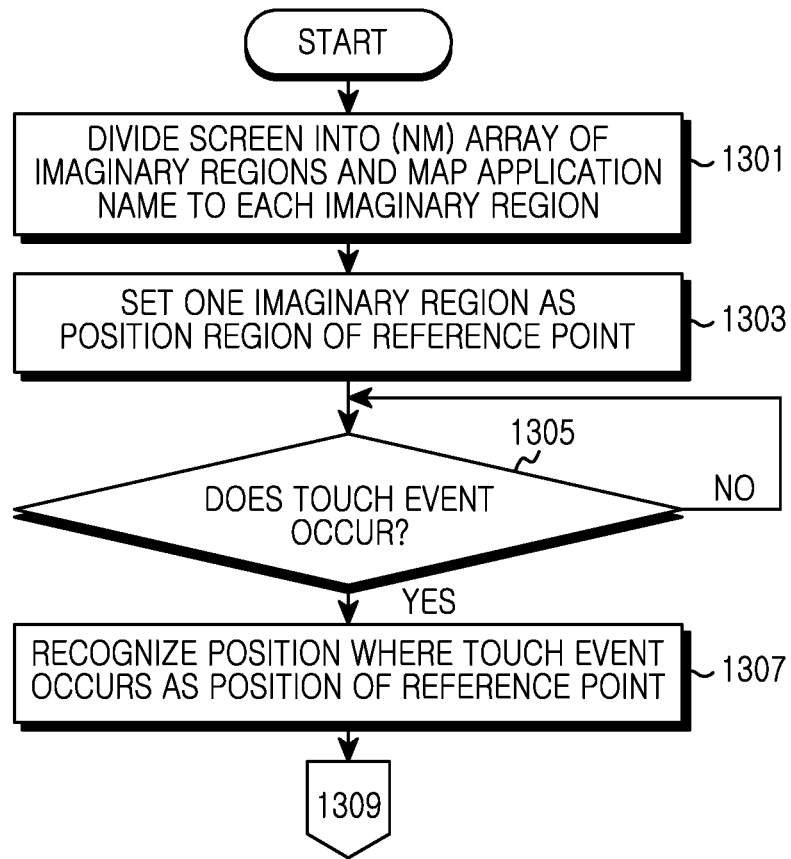 START
DIVIDE SCREEN INTO (NM) ARRAY OF
IMAGINARY REGIONS AND MAP APPLICATION
NAME TO EACH IMAGINARY REGION
1301
SET ONE IMAGINARY REGION AS
POSITION REGION OF REFERENCE POINT
1303
1305
DOES TOUCH EVENT
OCCUR?
NO
YES
RECOGNIZE POSITION WHERE TOUCH EVENT
OCCURS AS POSITION OF REFERENCE POINT
1307
1309